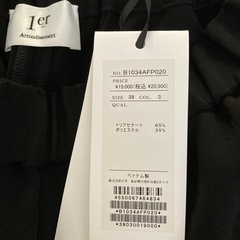 1er
Arrondissement
NO. B1034AFP020
PRICE
¥19,000(税込 ¥20,900)
SIZE 38 COL. 3
QUAL.
トリアセテート 65%
ポリエステル 35%
ベトナム製
4550067464834
*B1034AFP020*
*38030019000*